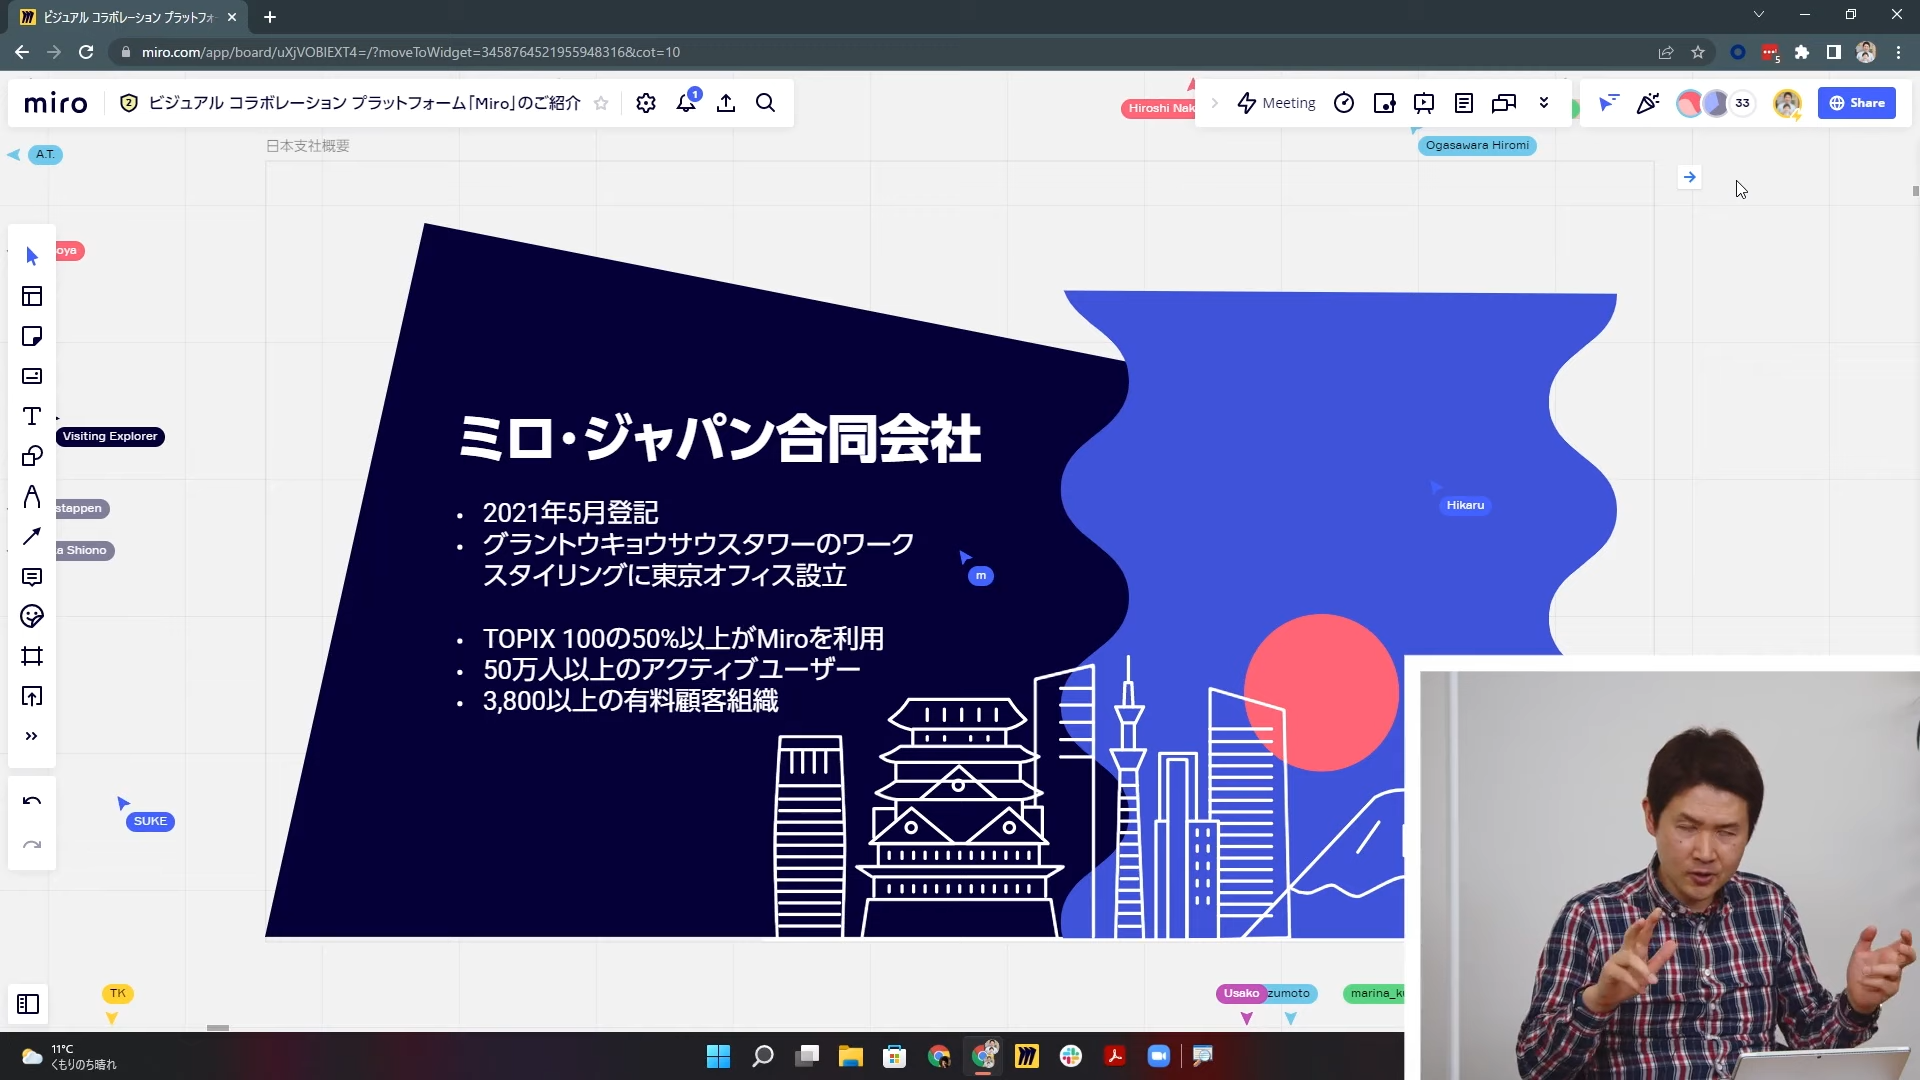 ビジュアル コラボレーション プラットフォー
miro.com/app/board/uXjVOBIEXT4=/?moveToWidget=3458764521955948316&cot=10
5
miro
2
ビジュアル コラボレーション プラットフォーム「Miro」のご紹介
1
Hiroshi Nak
Meeting
33
Share
Ogasawara Hiromi
A.T.
日本支社概要
oya
Visiting Explorer
stappen
a Shiono
ミロ・ジャパン合同会社
・ 2021年5月登記
・ グラントウキョウサウスタワーのワーク
スタイリングに東京オフィス設立
・ TOPIX 100の50%以上がMiroを利用
・ 50万人以上のアクティブユーザー
・ 3,800以上の有料顧客組織
Hikaru
m
SUKE
TK
Usako
zumoto
marina_k
11°C
くもりのち晴れ